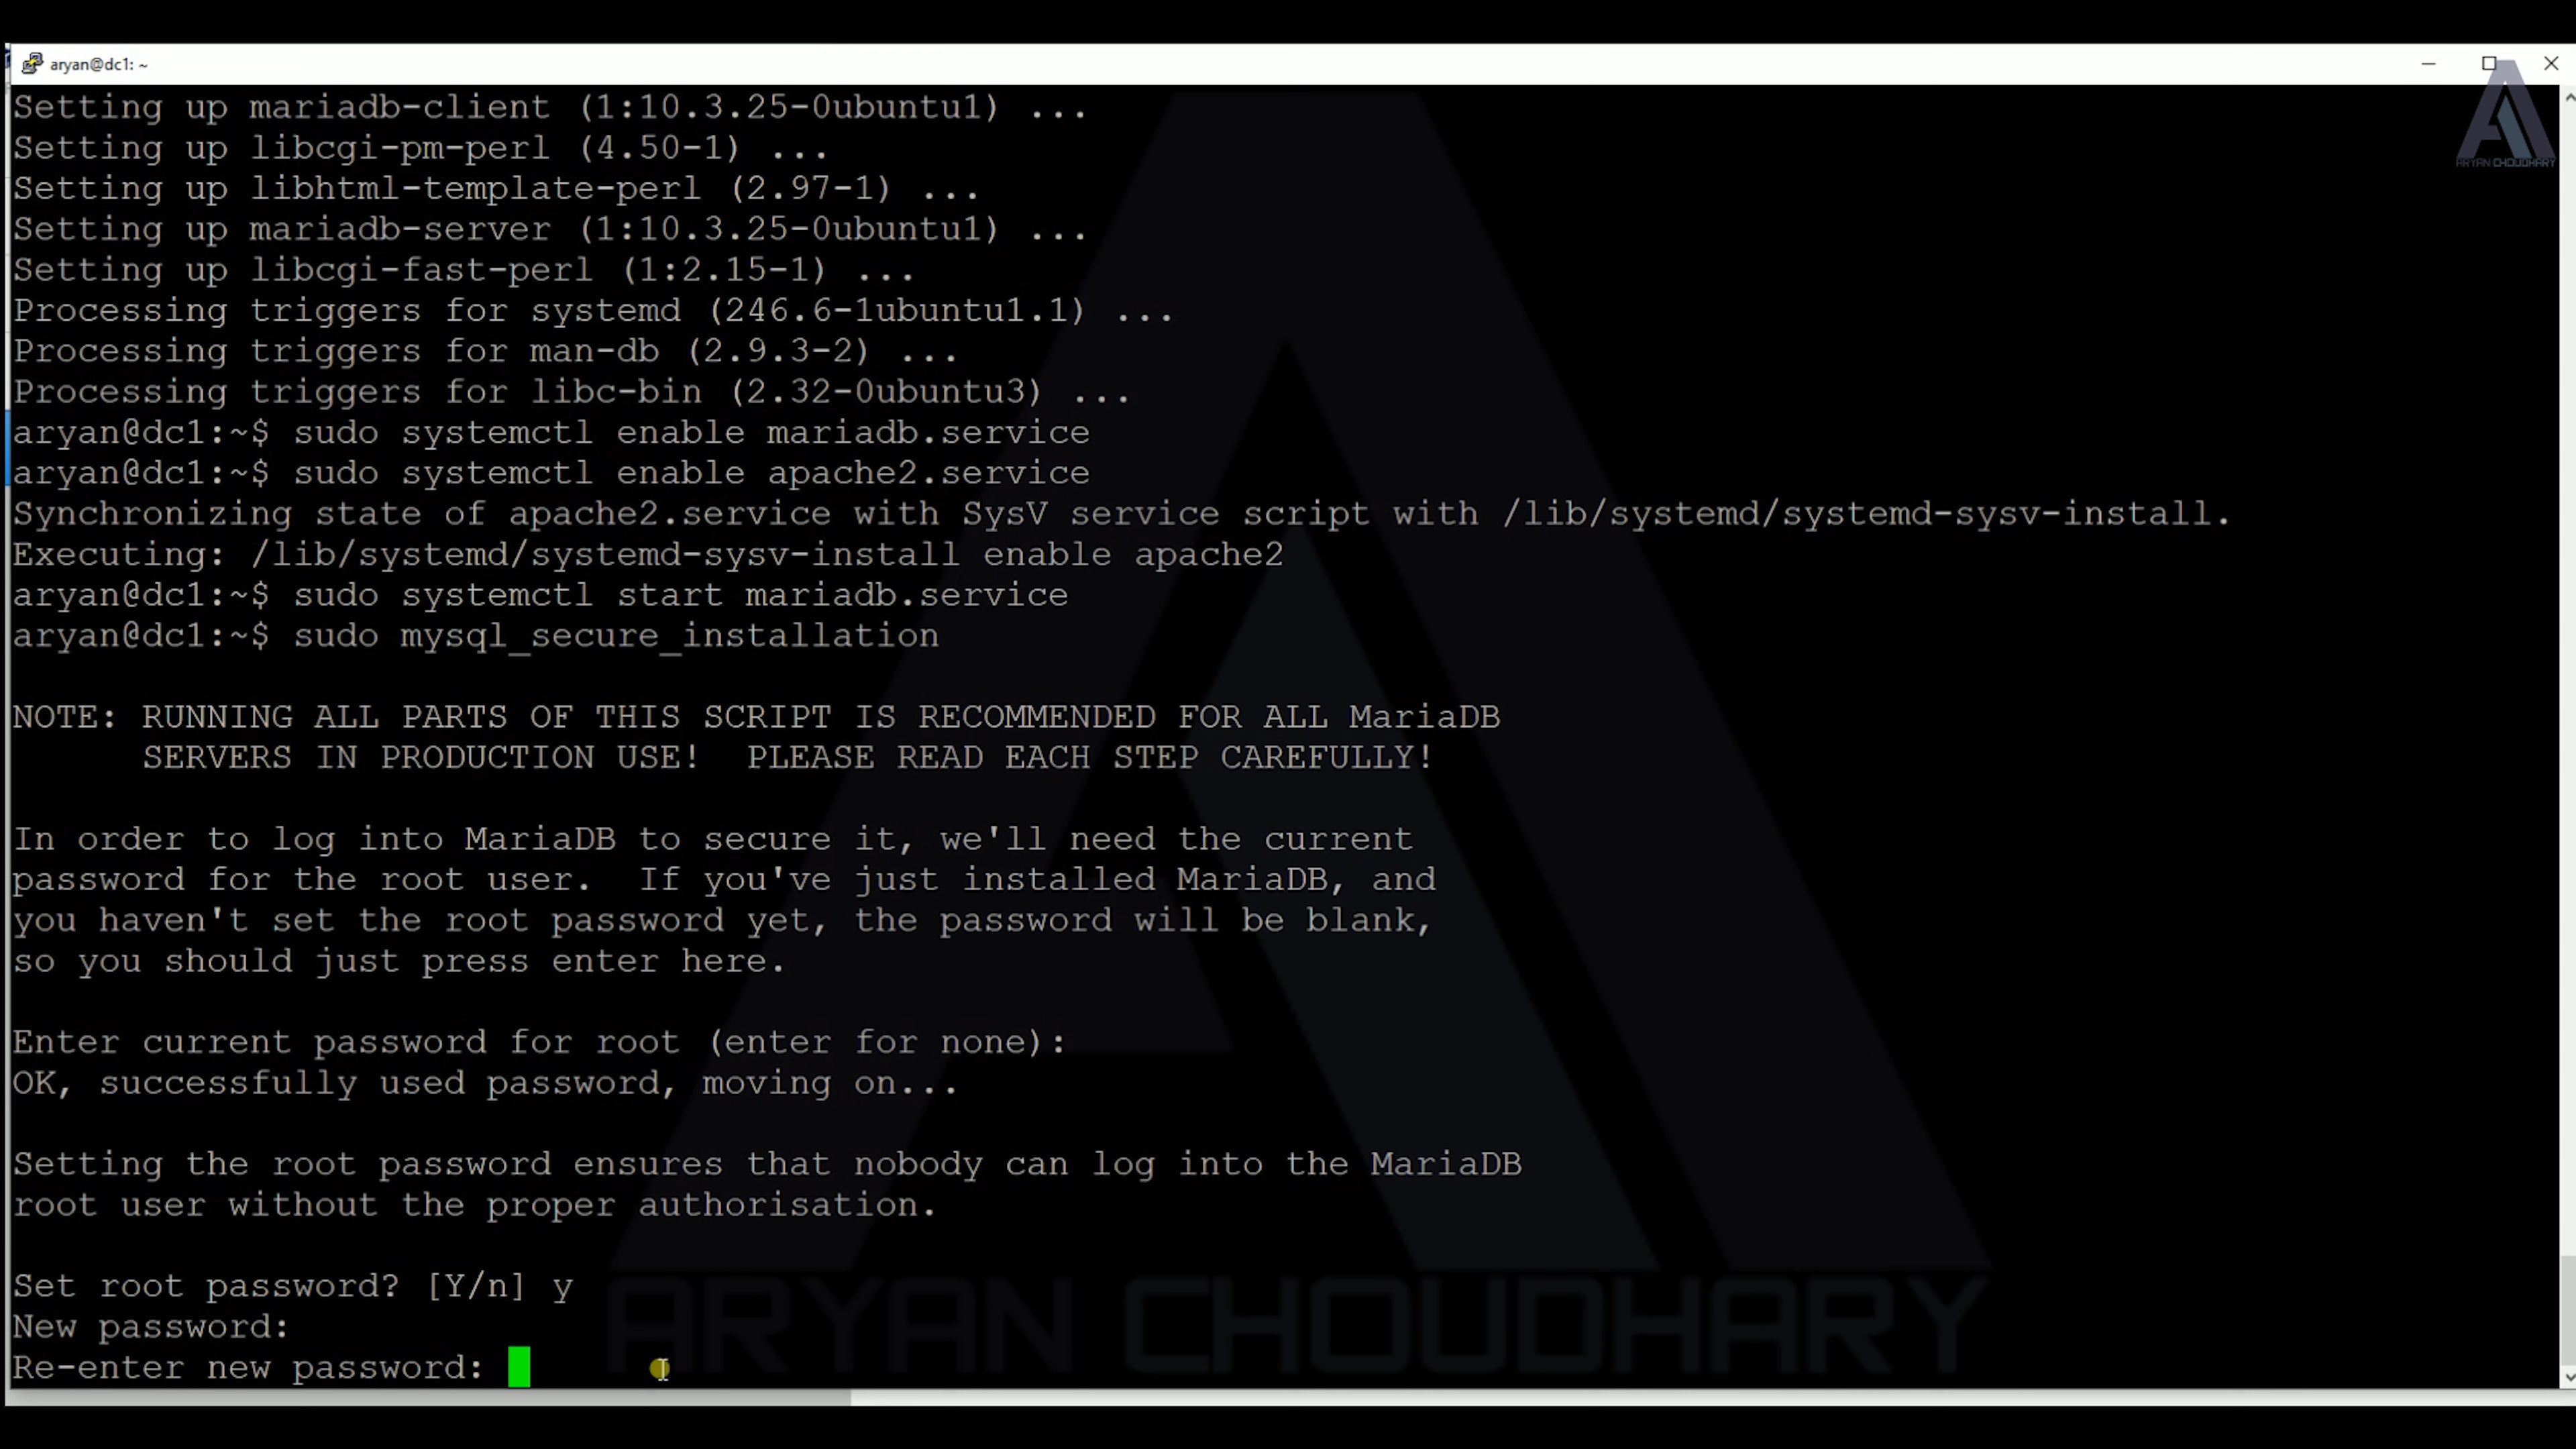 aryan@dc1: ~
Setting up mariadb-client (1:10.3.25-0ubuntu1) ...
Setting up libcgi-pm-perl (4.50-1) ...
Setting up libhtml-template-perl (2.97-1) ...
Setting up mariadb-server (1:10.3.25-0ubuntu1) ...
Setting up libcgi-fast-perl (1:2.15-1) ...
Processing triggers for systemd (246.6-1ubuntu1.1) ...
Processing triggers for man-db (2.9.3-2) ...
Processing triggers for libc-bin (2.32-0ubuntu3) ...
aryan@dc1:~$ sudo systemctl enable mariadb.service
aryan@dc1:~$ sudo systemctl enable apache2.service
Synchronizing state of apache2.service with SysV service script with /lib/systemd/systemd-sysv-install.
Executing: /lib/systemd/systemd-sysv-install enable apache2
aryan@dc1:~$ sudo systemctl start mariadb.service
aryan@dc1:~$ sudo mysql_secure_installation
NOTE: RUNNING ALL PARTS OF THIS SCRIPT IS RECOMMENDED FOR ALL MariaDB
SERVERS IN PRODUCTION USE! PLEASE READ EACH STEP CAREFULLY!
In order to log into MariaDB to secure it, we'll need the current
password for the root user. If you've just installed MariaDB, and
you haven't set the root password yet, the password will be blank,
so you should just press enter here.
Enter current password for root (enter for none):
OK, successfully used password, moving on...
Setting the root password ensures that nobody can log into the MariaDB
root user without the proper authorisation.
Set root password? [Y/n] y
New password:
Re-enter new password:
ARYAN CHOUDHARY
ARYAN CHOUDHARY